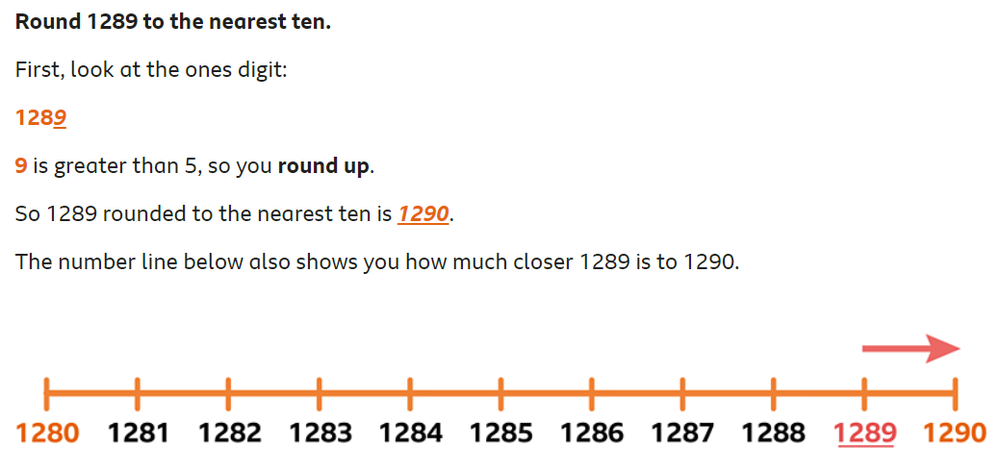 Round 1289 to the nearest ten.
First, look at the ones digit:
1289
9 is greater than 5, so you round up.
So 1289 rounded to the nearest ten is 1290.
The number line below also shows you how much closer 1289 is to 1290.
1280 1281 1282 1283 1284 1285 1286 1287 1288 1289 1290